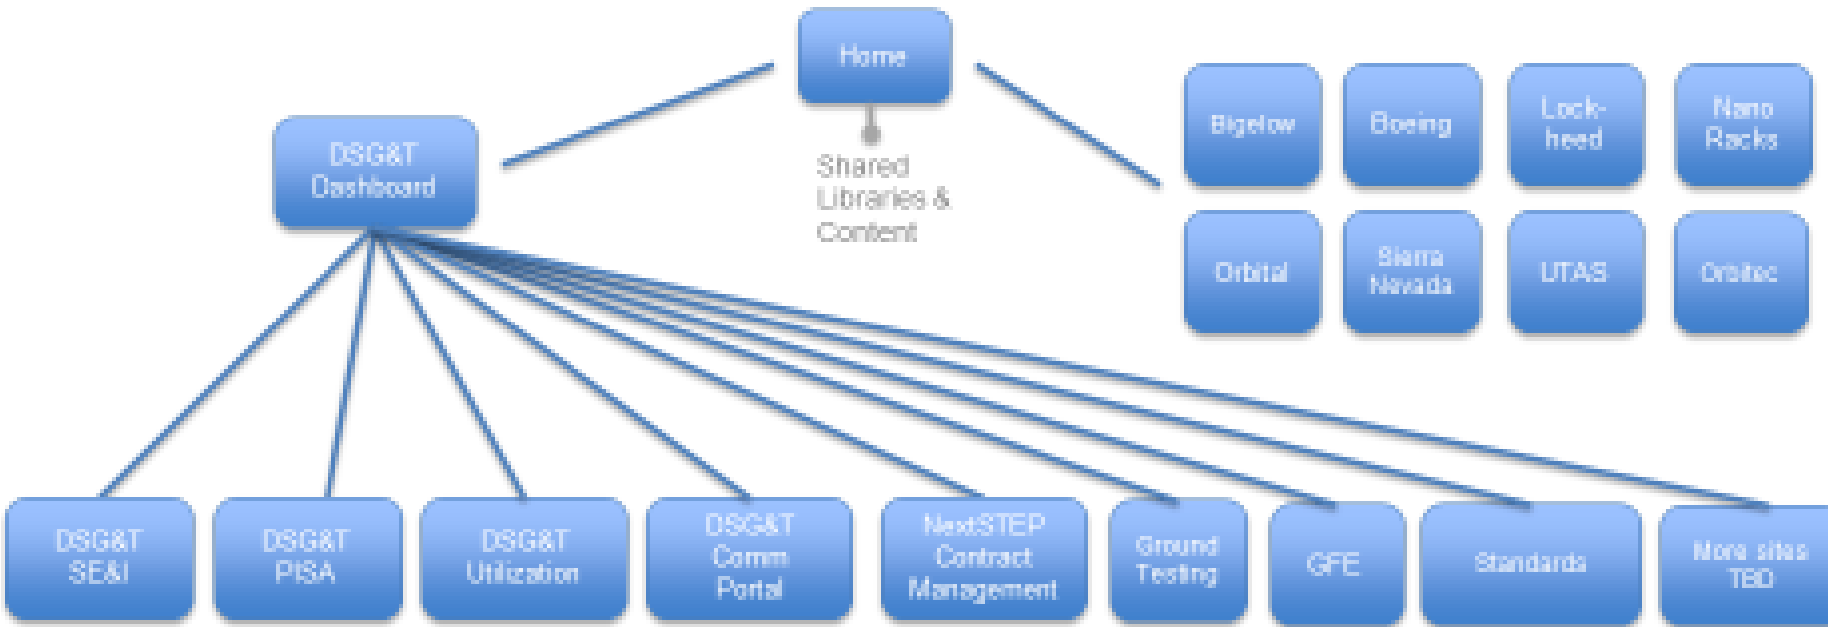 Home
DSG&T
Dashboard
Shared
Libraries &
Content
Bigelow
Boeing
Lock-
heed
Nano
Racks
Orbital
Sierra
Nevada
UTAS
Orbitec
DSG&T
SE&I
DSG&T
PISA
DSG&T
Utilization
DSG&T
Comm
Portal
NextSTEP
Contract
Management
Ground
Testing
GFE
Standards
More sites
TBD